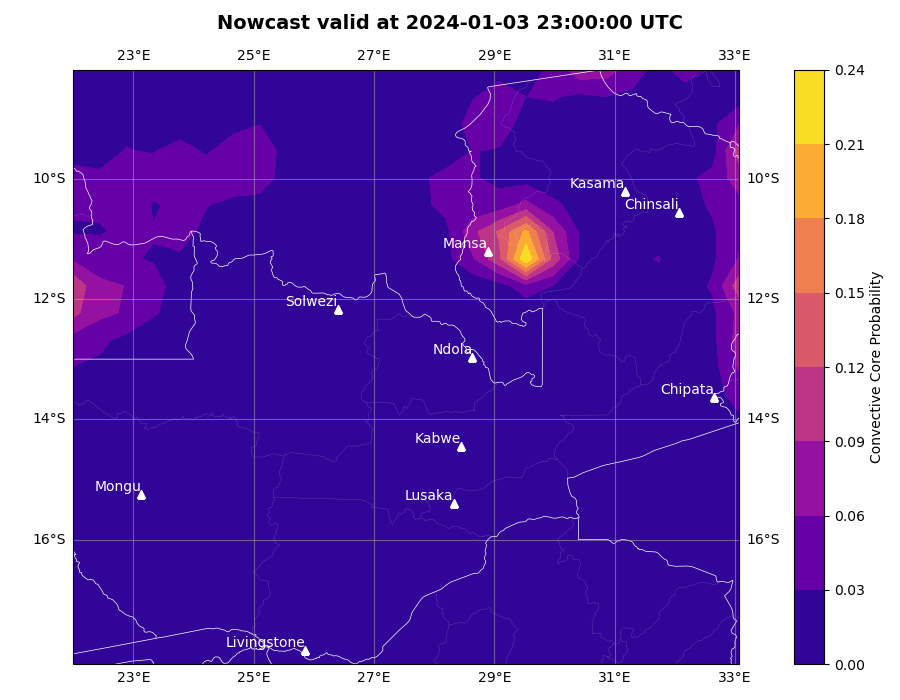 Nowcast valid at 2024-01-03 23:00:00 UTC
23°E 25°E 27°E 29°E 31°E 33°E
0.24
0.21
10°S 10°S
Kasama
Chinsali
0.18
Mansa
0.15
12°S 12°S
Solwezi
Ndola
0.12
Chipata
14°S 14°S
0.09
Kabwe
Convective Core Probability
Mongu
Lusaka
0.06
16°S 16°S
0.03
Livingstone
0.00
23°E 25°E 27°E 29°E 31°E 33°E